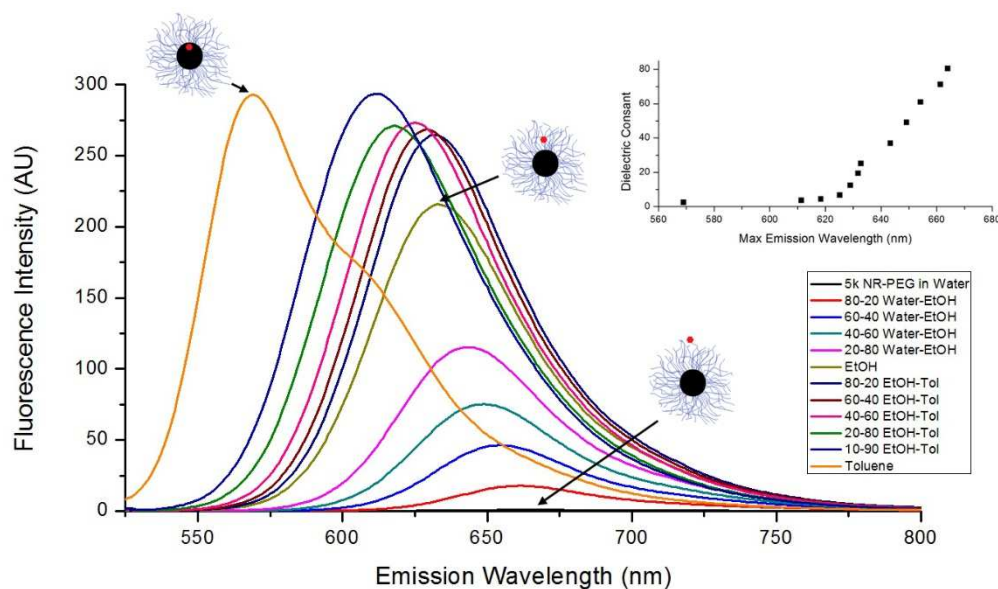 300
250
200
150
100
50
0
Fluorescence Intensity (AU)
550
600
650
700
750
800
Emission Wavelength (nm)
80
60
40
20
0
Dielectric Consant
560
580
600
620
640
660
680
Max Emission Wavelength (nm)
5k NR-PEG in Water
80-20 Water-EtOH
60-40 Water-EtOH
40-60 Water-EtOH
20-80 Water-EtOH
EtOH
80-20 EtOH-Tol
60-40 EtOH-Tol
40-60 EtOH-Tol
20-80 EtOH-Tol
10-90 EtOH-Tol
Toluene